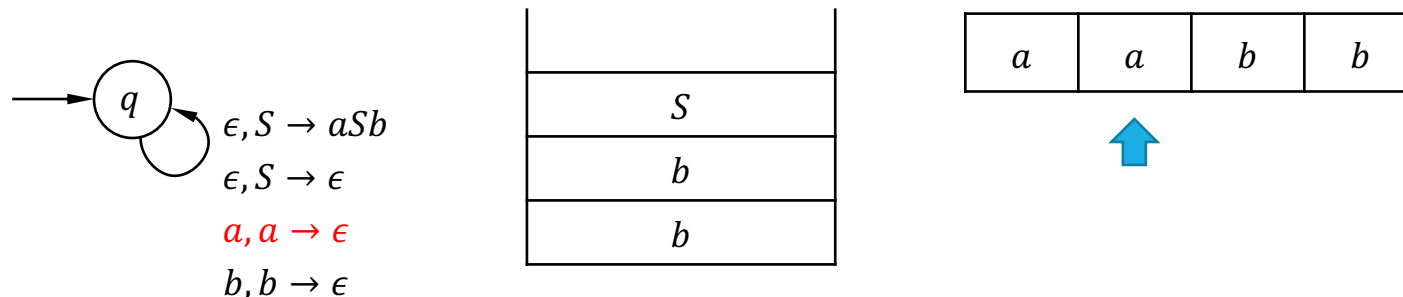 q
ϵ, S → aSb
ϵ, S → ϵ
a, a → ϵ
b, b → ϵ
S
b
b
a a b b